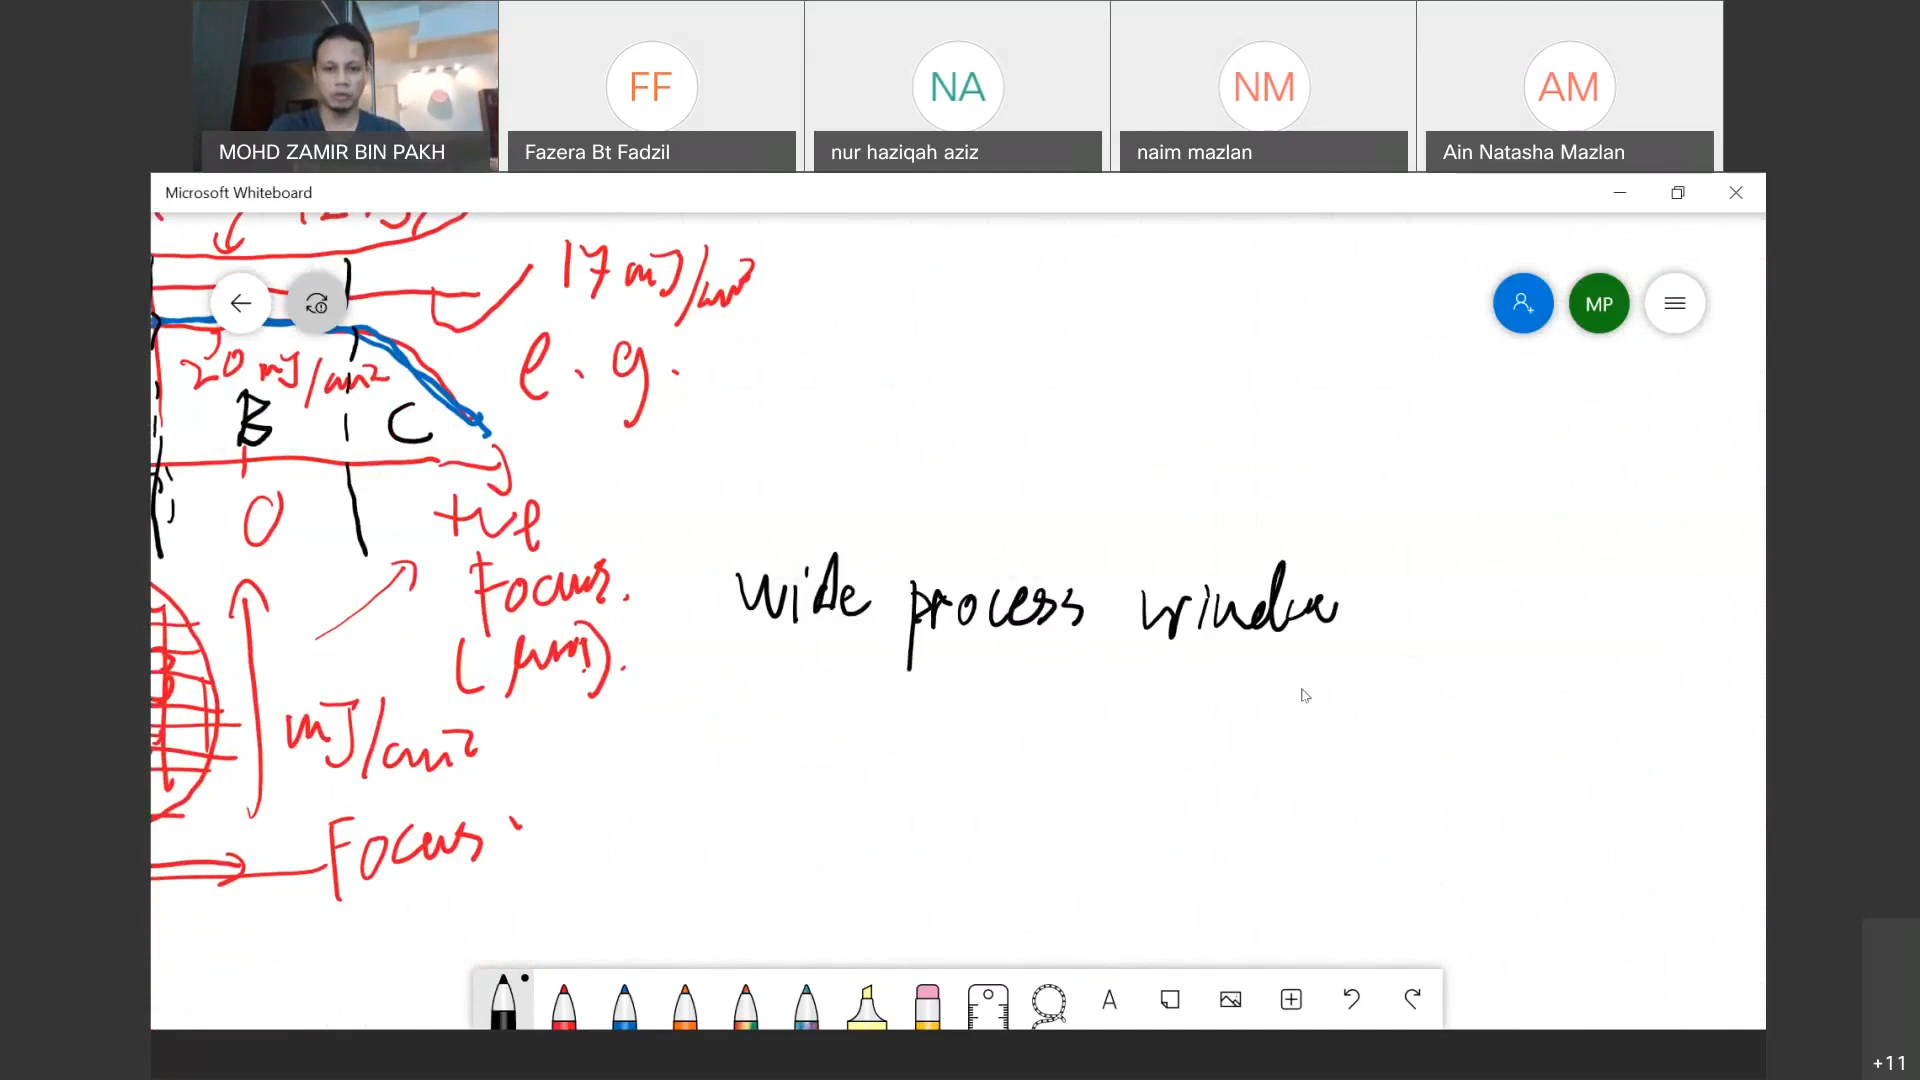 FF
NA
NM
AM
MOHD ZAMIR BIN PAKH
Fazera Bt Fadzil
nur haziqah aziz
naim mazlan
Ain Natasha Mazlan
Microsoft Whiteboard
17 mJ/cm²
MP
20 mJ/cm²
e.g.
B
C
0
+ve
Focus.
(μm).
wide process window
mJ/cm²
Focus
A
+11